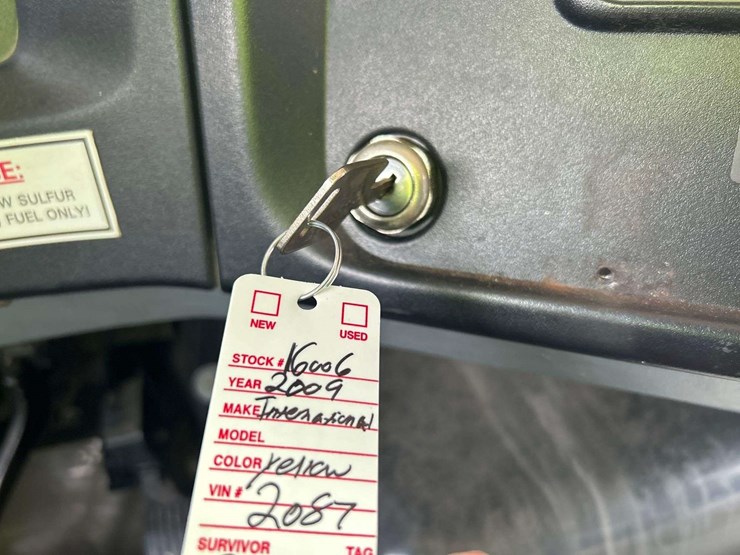 E:
W SULFUR
FUEL ONLY!
NEW USED
STOCK # 16006
YEAR 2009
MAKE International
MODEL
COLOR yellow
VIN # 2087
SURVIVOR TAG